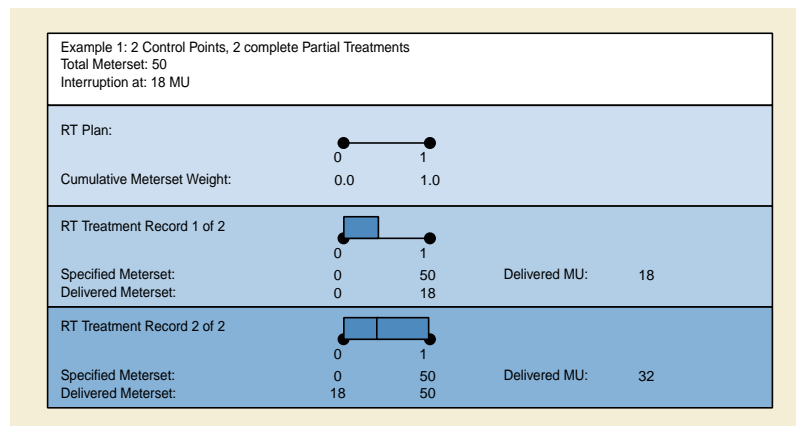 Example 1: 2 Control Points, 2 complete Partial Treatments
Total Meterset: 50
Interruption at: 18 MU
RT Plan:
0 1
Cumulative Meterset Weight: 0.0 1.0
RT Treatment Record 1 of 2
0 1
Specified Meterset: 0 50 Delivered MU: 18
Delivered Meterset: 0 18
RT Treatment Record 2 of 2
0 1
Specified Meterset: 0 50 Delivered MU: 32
Delivered Meterset: 18 50